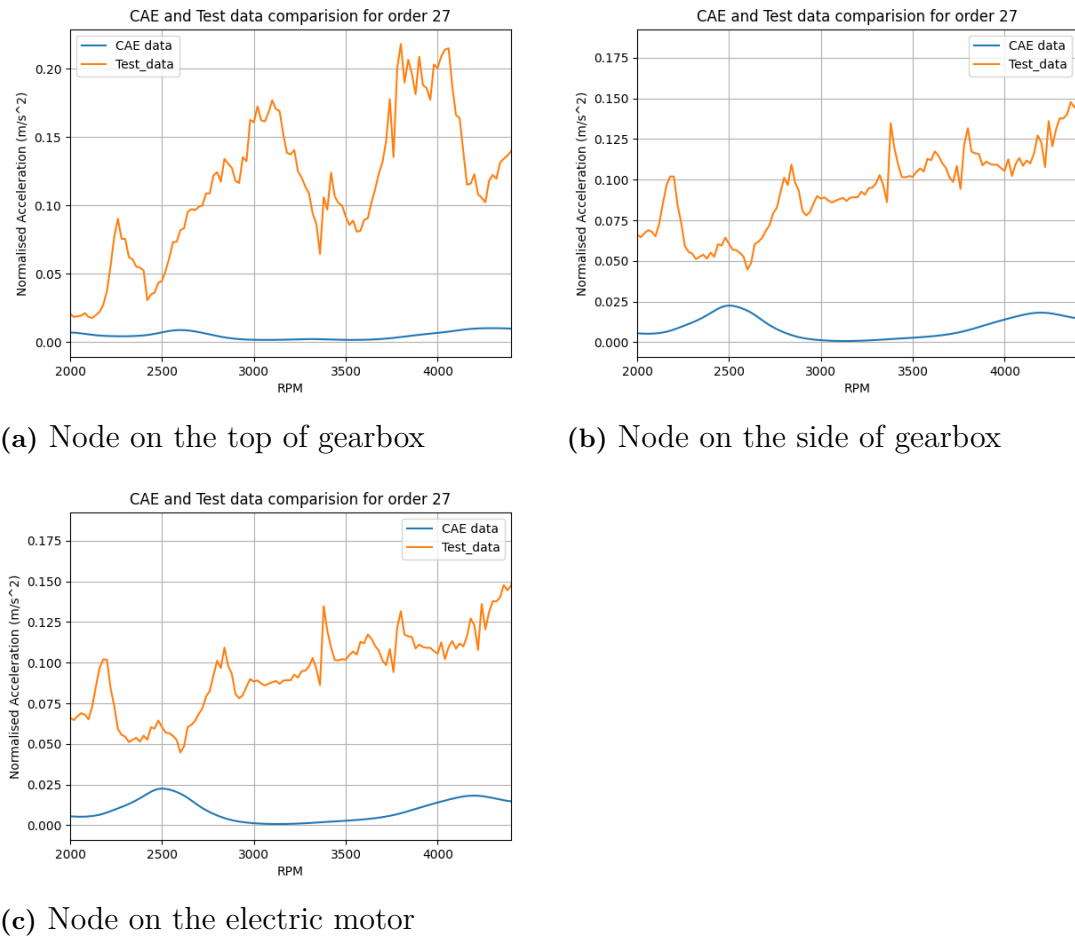 CAE and Test data comparision for order 27
CAE data
Test_data
Normalised Acceleration (m/s^2)
0.20
0.15
0.10
0.05
0.00
2000 2500 3000 3500 4000
RPM
(a) Node on the top of gearbox
CAE and Test data comparision for order 27
CAE data
Test_data
Normalised Acceleration (m/s^2)
0.175
0.150
0.125
0.100
0.075
0.050
0.025
0.000
2000 2500 3000 3500 4000
RPM
(b) Node on the side of gearbox
CAE and Test data comparision for order 27
CAE data
Test_data
Normalised Acceleration (m/s^2)
0.175
0.150
0.125
0.100
0.075
0.050
0.025
0.000
2000 2500 3000 3500 4000
RPM
(c) Node on the electric motor